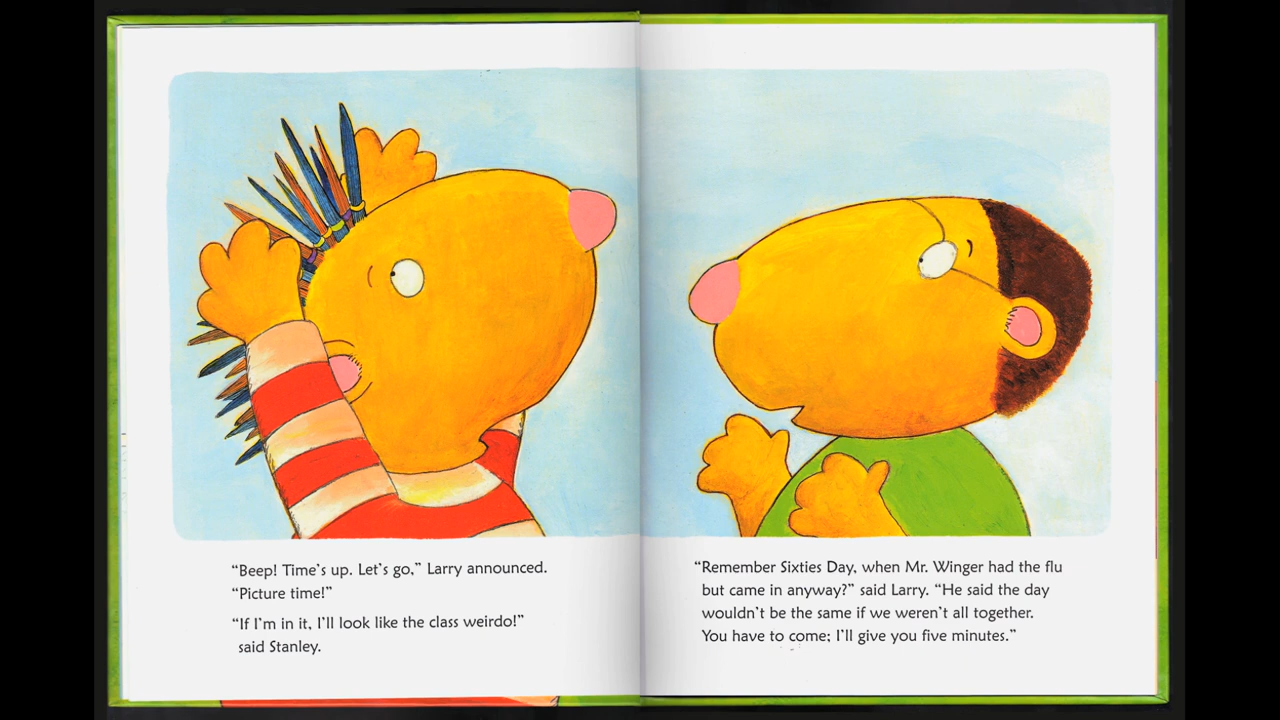 “Beep! Time’s up. Let’s go,” Larry announced.
“Picture time!”
“If I’m in it, I’ll look like the class weirdo!”
said Stanley.
“Remember Sixties Day, when Mr. Winger had the flu
but came in anyway?” said Larry. “He said the day
wouldn’t be the same if we weren’t all together.
You have to come; I’ll give you five minutes.”